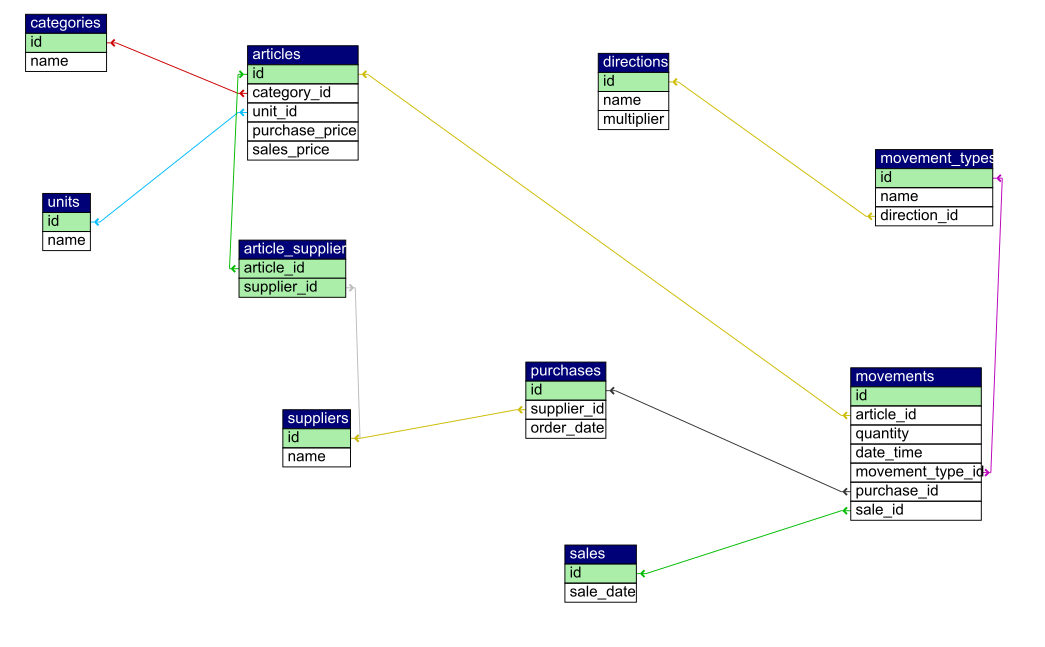 categories
id
name
articles
id
category_id
unit_id
purchase_price
sales_price
directions
id
name
multiplier
movement_types
id
name
direction_id
units
id
name
article_supplier
article_id
supplier_id
purchases
id
supplier_id
order_date
movements
id
article_id
quantity
date_time
movement_type_id
purchase_id
sale_id
suppliers
id
name
sales
id
sale_date